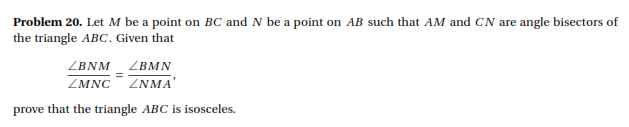 Problem 20. Let M be a point on BC and N be a point on AB such that AM and CN are angle bisectors of
the triangle ABC. Given that
∠BNM / ∠MNC = ∠BMN / ∠NMA,
prove that the triangle ABC is isosceles.